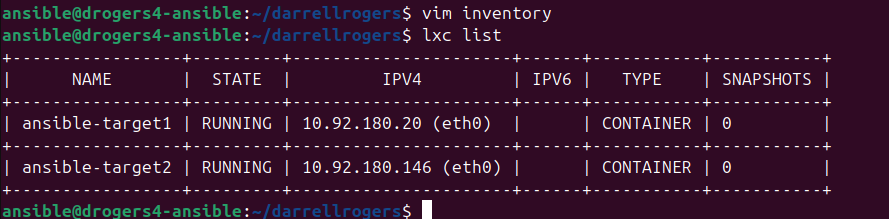 ansible@drogers4-ansible:~/darrellrogers$ vim inventory
ansible@drogers4-ansible:~/darrellrogers$ lxc list
+-----------------+---------+----------------------+------+-----------+-----------+
|      NAME       |  STATE  |         IPV4         | IPV6 |   TYPE    | SNAPSHOTS |
+-----------------+---------+----------------------+------+-----------+-----------+
| ansible-target1 | RUNNING | 10.92.180.20 (eth0)  |      | CONTAINER | 0         |
+-----------------+---------+----------------------+------+-----------+-----------+
| ansible-target2 | RUNNING | 10.92.180.146 (eth0) |      | CONTAINER | 0         |
+-----------------+---------+----------------------+------+-----------+-----------+
ansible@drogers4-ansible:~/darrellrogers$